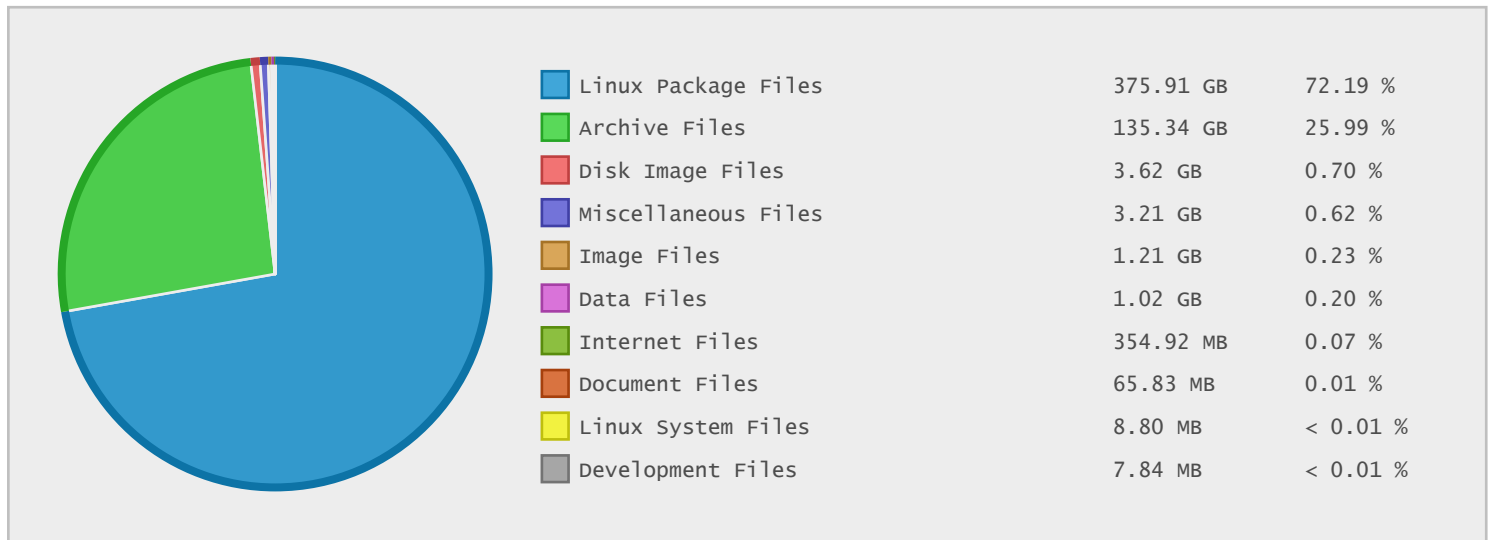 Linux Package Files 375.91 GB 72.19 %
Archive Files 135.34 GB 25.99 %
Disk Image Files 3.62 GB 0.70 %
Miscellaneous Files 3.21 GB 0.62 %
Image Files 1.21 GB 0.23 %
Data Files 1.02 GB 0.20 %
Internet Files 354.92 MB 0.07 %
Document Files 65.83 MB 0.01 %
Linux System Files 8.80 MB < 0.01 %
Development Files 7.84 MB < 0.01 %